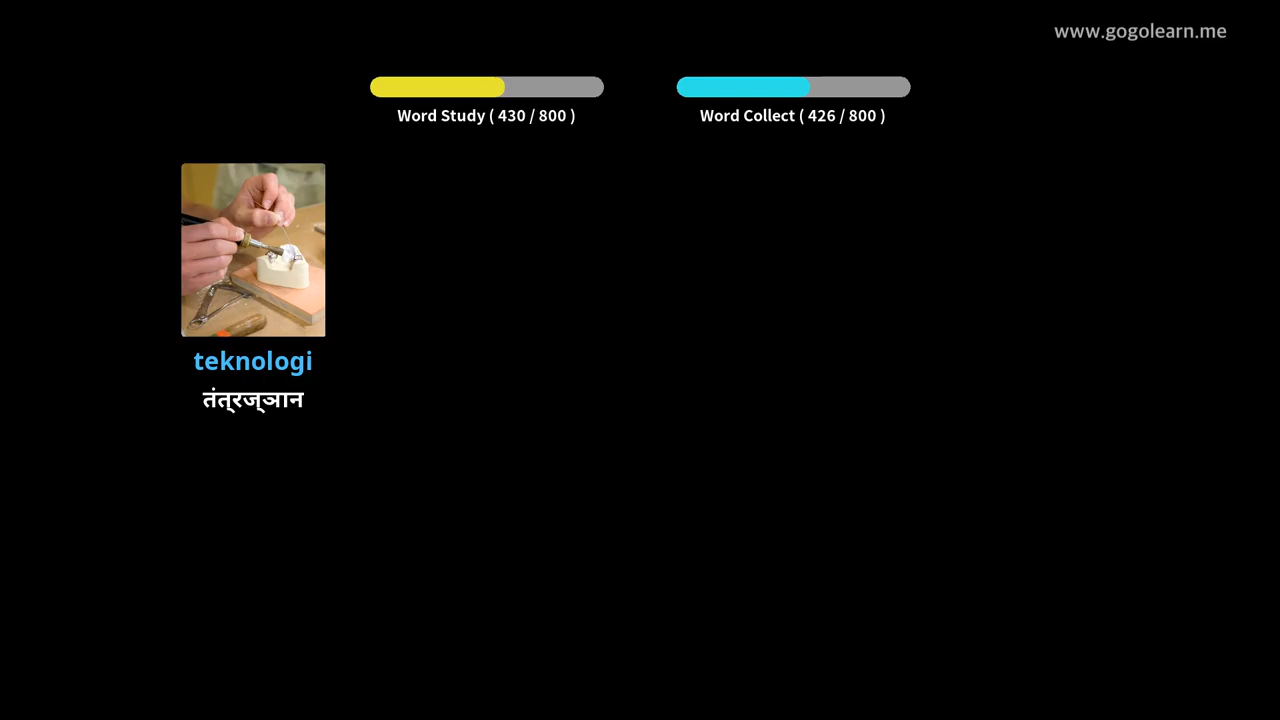 www.gogolearn.me
Word Study ( 430 / 800 )
Word Collect ( 426 / 800 )
teknologi
तंत्रज्ञान